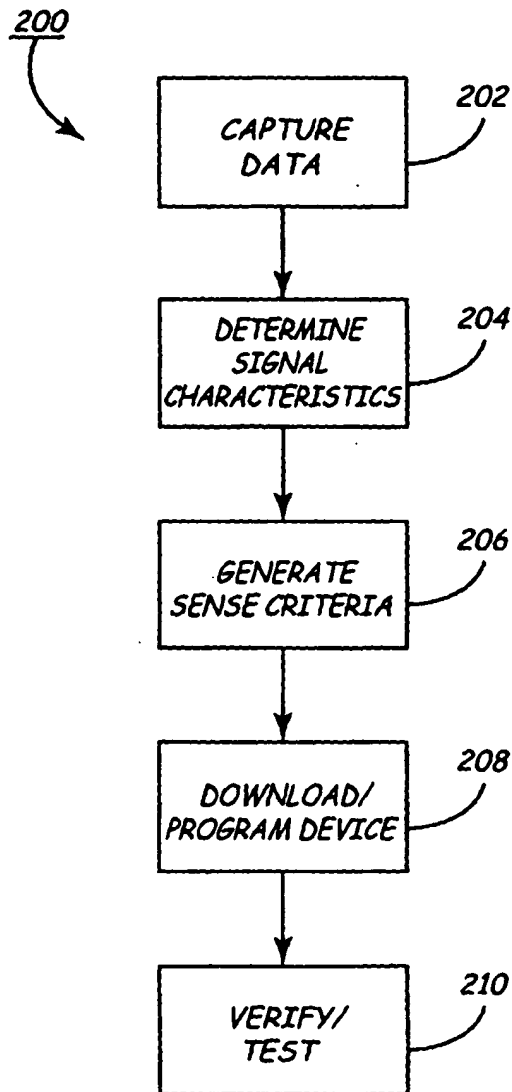 200
202
CAPTURE
DATA
204
DETERMINE
SIGNAL
CHARACTERISTICS
206
GENERATE
SENSE CRITERIA
208
DOWNLOAD/
PROGRAM DEVICE
210
VERIFY/
TEST